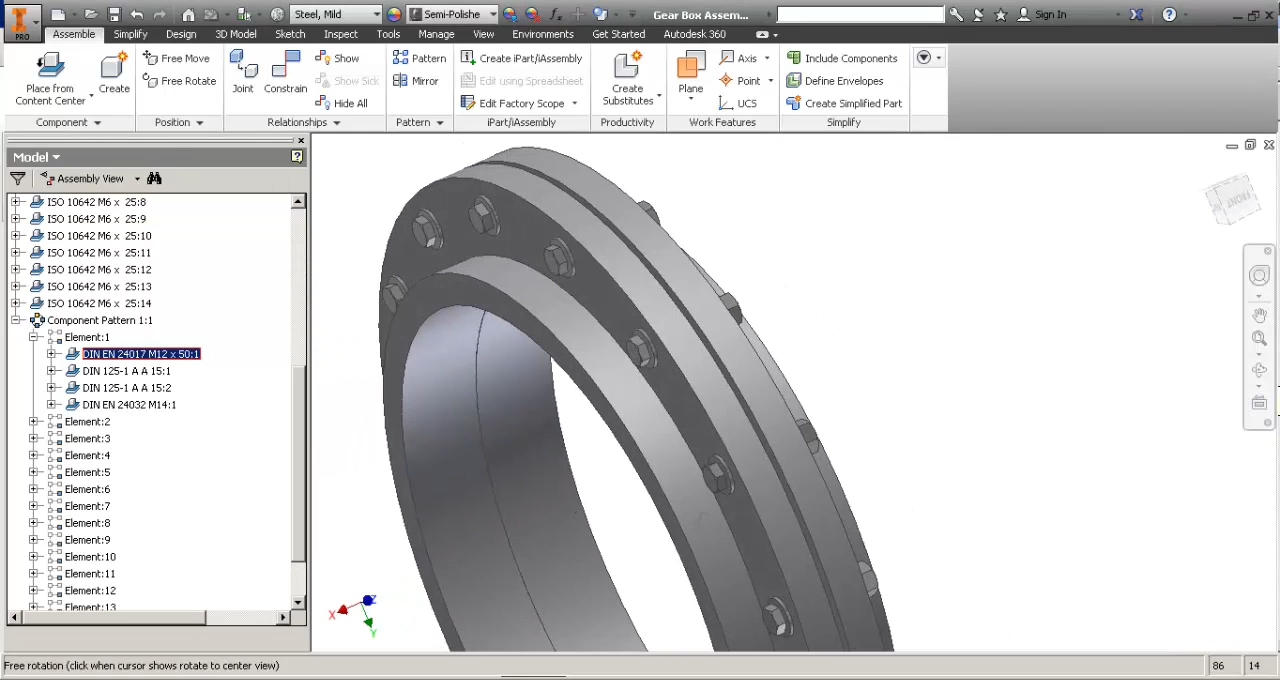 Steel, Mild
Semi-Polishe
Gear Box Assem...
Sign In
PRO
Assemble
Simplify
Design
3D Model
Sketch
Inspect
Tools
Manage
View
Environments
Get Started
Autodesk 360
Place from
Content Center
Create
Free Move
Free Rotate
Joint
Constrain
Show
Show Sick
Hide All
Pattern
Mirror
Create iPart/iAssembly
Edit using Spreadsheet
Edit Factory Scope
Create
Substitutes
Plane
Axis
Point
UCS
Include Components
Define Envelopes
Create Simplified Part
Component
Position
Relationships
Pattern
iPart/iAssembly
Productivity
Work Features
Simplify
Model
Assembly View
ISO 10642 M6 x 25:8
ISO 10642 M6 x 25:9
ISO 10642 M6 x 25:10
ISO 10642 M6 x 25:11
ISO 10642 M6 x 25:12
ISO 10642 M6 x 25:13
ISO 10642 M6 x 25:14
Component Pattern 1:1
Element:1
DIN EN 24017 M12 x 50:1
DIN 125-1 A A 15:1
DIN 125-1 A A 15:2
DIN EN 24032 M14:1
Element:2
Element:3
Element:4
Element:5
Element:6
Element:7
Element:8
Element:9
Element:10
Element:11
Element:12
Element:13
FRONT
X
Z
Y
Free rotation (click when cursor shows rotate to center view)
86
14